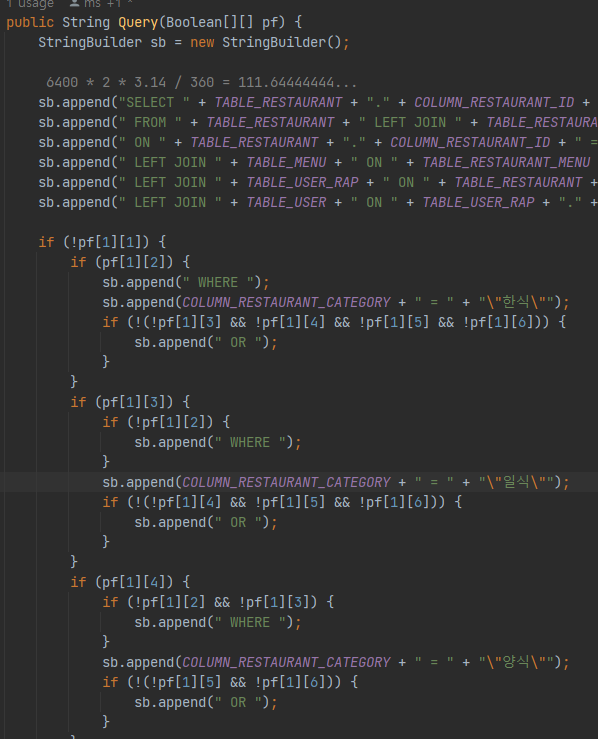 1 usage ms +1
public String Query(Boolean[][] pf) {
StringBuilder sb = new StringBuilder();
6400 * 2 * 3.14 / 360 = 111.64444444...
sb.append("SELECT " + TABLE_RESTAURANT + "." + COLUMN_RESTAURANT_ID +
sb.append(" FROM " + TABLE_RESTAURANT + " LEFT JOIN " + TABLE_RESTAURA
sb.append(" ON " + TABLE_RESTAURANT + "." + COLUMN_RESTAURANT_ID + " =
sb.append(" LEFT JOIN " + TABLE_MENU + " ON " + TABLE_RESTAURANT_MENU
sb.append(" LEFT JOIN " + TABLE_USER_RAP + " ON " + TABLE_RESTAURANT +
sb.append(" LEFT JOIN " + TABLE_USER + " ON " + TABLE_USER_RAP + "." +
if (!pf[1][1]) {
if (pf[1][2]) {
sb.append(" WHERE ");
sb.append(COLUMN_RESTAURANT_CATEGORY + " = " + "\"한식\"");
if (!(!pf[1][3] && !pf[1][4] && !pf[1][5] && !pf[1][6])) {
sb.append(" OR ");
}
}
if (pf[1][3]) {
if (!pf[1][2]) {
sb.append(" WHERE ");
}
sb.append(COLUMN_RESTAURANT_CATEGORY + " = " + "\"일식\"");
if (!(!pf[1][4] && !pf[1][5] && !pf[1][6])) {
sb.append(" OR ");
}
}
if (pf[1][4]) {
if (!pf[1][2] && !pf[1][3]) {
sb.append(" WHERE ");
}
sb.append(COLUMN_RESTAURANT_CATEGORY + " = " + "\"양식\"");
if (!(!pf[1][5] && !pf[1][6])) {
sb.append(" OR ");
}